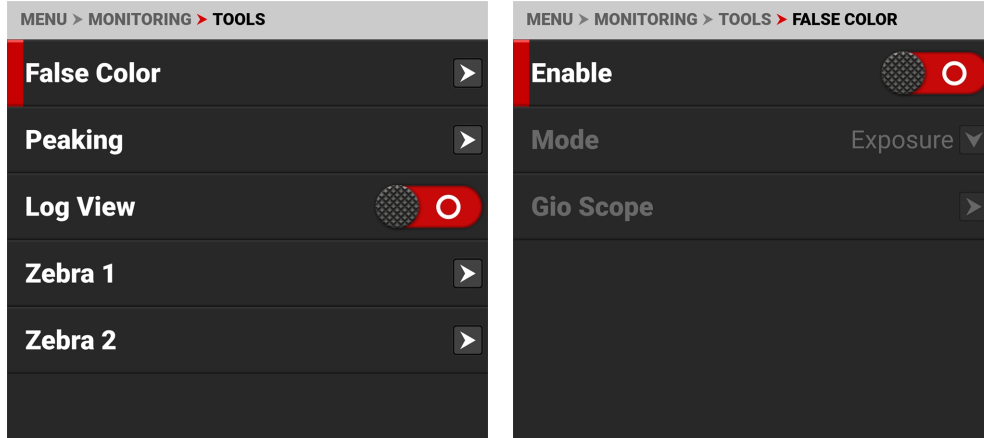 MENU > MONITORING > TOOLS
False Color
Peaking
Log View
Zebra 1
Zebra 2
MENU > MONITORING > TOOLS > FALSE COLOR
Enable
Mode Exposure
Gio Scope